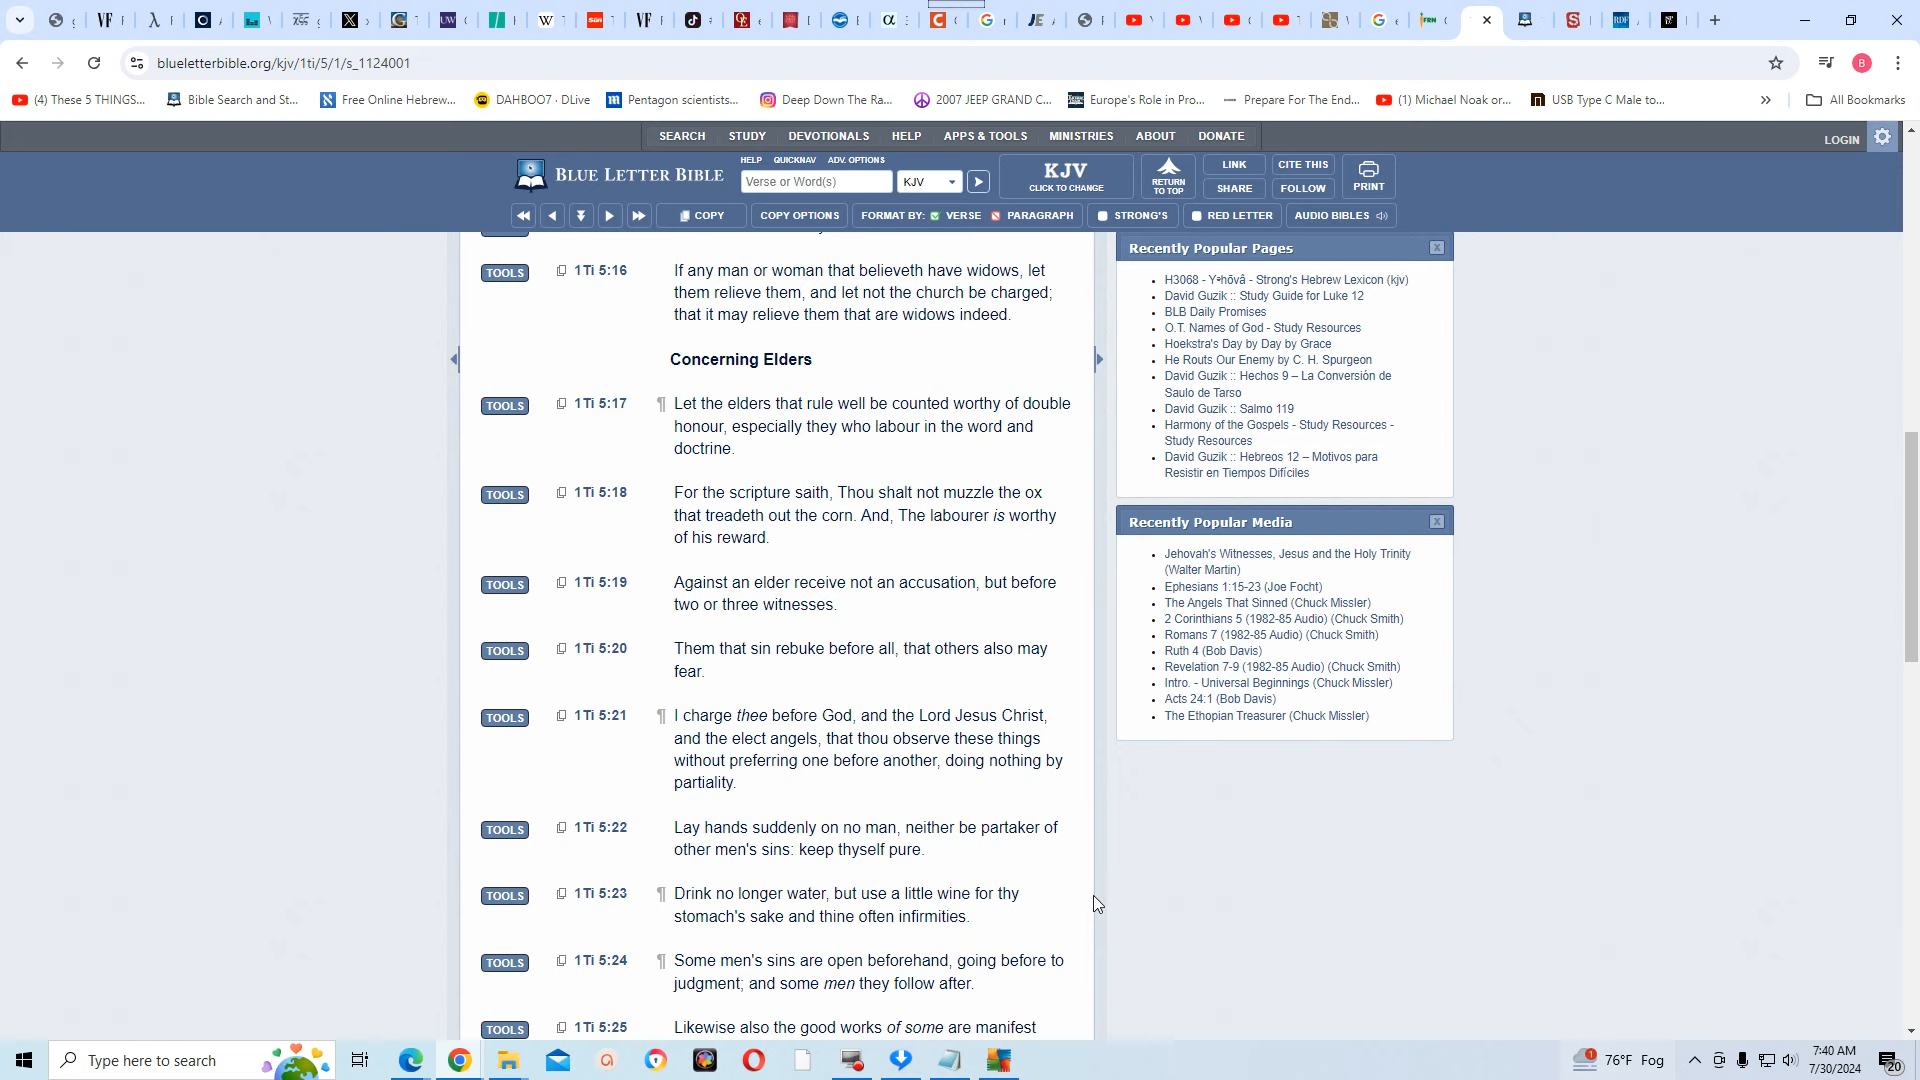 VF
X
G
T
UW
W
Sun
VF
JE
G
FRN
RDF
blueletterbible.org/kjv/1ti/5/1/s_1124001
B
(4) These 5 THINGS...
Bible Search and St...
Free Online Hebrew...
DAHBOO7 · DLive
Pentagon scientists...
Deep Down The Ra...
2007 JEEP GRAND C...
Europe's Role in Pro...
Prepare For The End...
(1) Michael Noak or...
USB Type C Male to...
All Bookmarks
SEARCH STUDY DEVOTIONALS HELP APPS & TOOLS MINISTRIES ABOUT DONATE
LOGIN
BLUE LETTER BIBLE
HELP QUICKNAV ADV. OPTIONS
Verse or Word(s)
KJV
KJV
CLICK TO CHANGE
RETURN
TO TOP
LINK
SHARE
CITE THIS
FOLLOW
PRINT
COPY
COPY OPTIONS
FORMAT BY: VERSE PARAGRAPH
STRONG'S
RED LETTER
AUDIO BIBLES
TOOLS 1Ti 5:16 If any man or woman that believeth have widows, let
them relieve them, and let not the church be charged;
that it may relieve them that are widows indeed.
Concerning Elders
TOOLS 1Ti 5:17 ¶ Let the elders that rule well be counted worthy of double
honour, especially they who labour in the word and
doctrine.
TOOLS 1Ti 5:18 For the scripture saith, Thou shalt not muzzle the ox
that treadeth out the corn. And, The labourer is worthy
of his reward.
TOOLS 1Ti 5:19 Against an elder receive not an accusation, but before
two or three witnesses.
TOOLS 1Ti 5:20 Them that sin rebuke before all, that others also may
fear.
TOOLS 1Ti 5:21 ¶ I charge thee before God, and the Lord Jesus Christ,
and the elect angels, that thou observe these things
without preferring one before another, doing nothing by
partiality.
TOOLS 1Ti 5:22 Lay hands suddenly on no man, neither be partaker of
other men's sins: keep thyself pure.
TOOLS 1Ti 5:23 ¶ Drink no longer water, but use a little wine for thy
stomach's sake and thine often infirmities.
TOOLS 1Ti 5:24 ¶ Some men's sins are open beforehand, going before to
judgment; and some men they follow after.
TOOLS 1Ti 5:25 Likewise also the good works of some are manifest
Recently Popular Pages
H3068 - Yᵊhōvâ - Strong's Hebrew Lexicon (kjv)
David Guzik :: Study Guide for Luke 12
BLB Daily Promises
O.T. Names of God - Study Resources
Hoekstra's Day by Day by Grace
He Routs Our Enemy by C. H. Spurgeon
David Guzik :: Hechos 9 – La Conversión de
Saulo de Tarso
David Guzik :: Salmo 119
Harmony of the Gospels - Study Resources -
Study Resources
David Guzik :: Hebreos 12 – Motivos para
Resistir en Tiempos Difíciles
Recently Popular Media
Jehovah's Witnesses, Jesus and the Holy Trinity
(Walter Martin)
Ephesians 1:15-23 (Joe Focht)
The Angels That Sinned (Chuck Missler)
2 Corinthians 5 (1982-85 Audio) (Chuck Smith)
Romans 7 (1982-85 Audio) (Chuck Smith)
Ruth 4 (Bob Davis)
Revelation 7-9 (1982-85 Audio) (Chuck Smith)
Intro. - Universal Beginnings (Chuck Missler)
Acts 24:1 (Bob Davis)
The Ethopian Treasurer (Chuck Missler)
Type here to search
1
76°F Fog
7:40 AM
7/30/2024
20